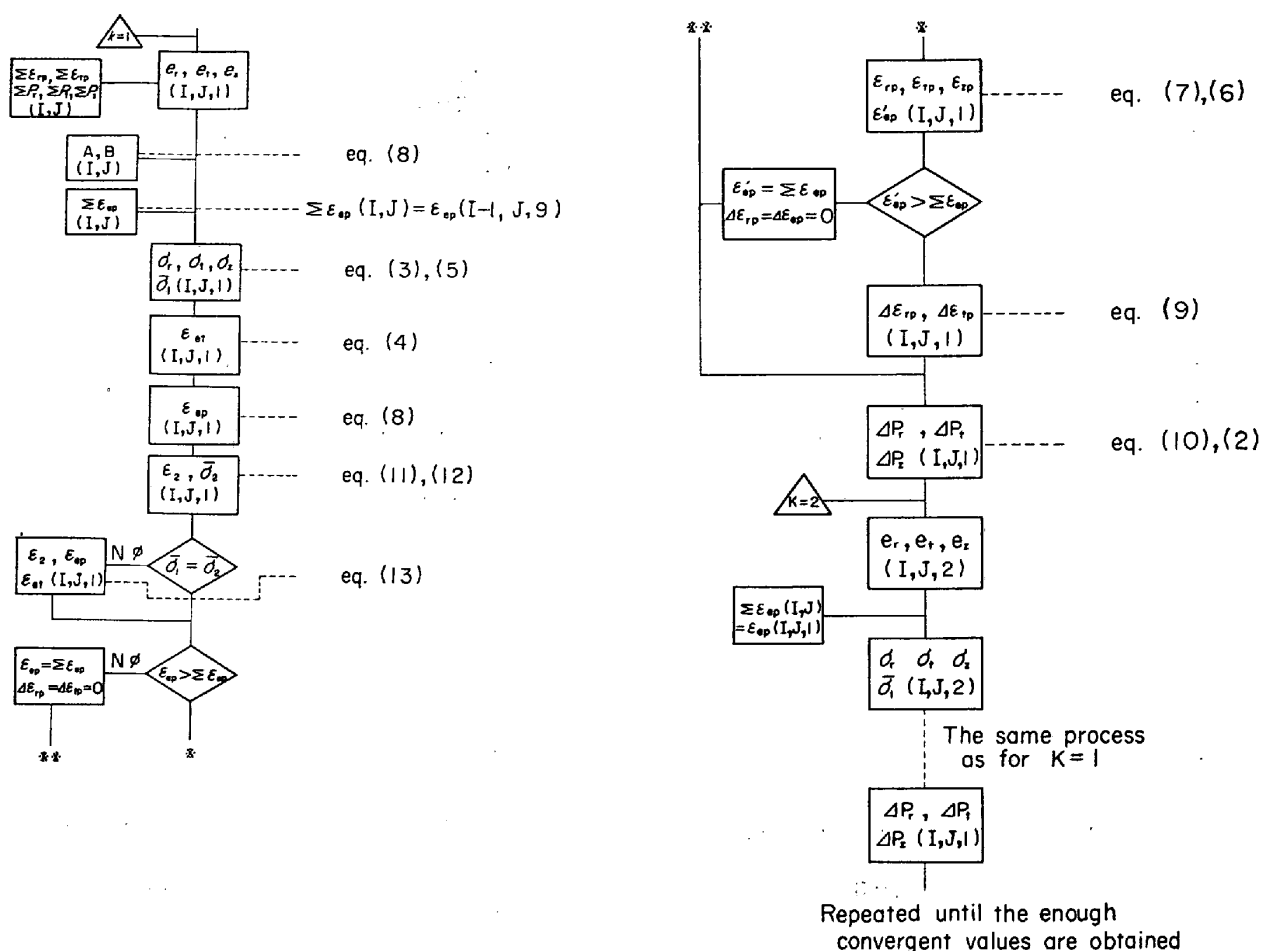 k=1
Σε_rp, Σε_tp
ΣP_r, ΣP_t, ΣP_z
(I,J)
e_r, e_t, e_z
(I,J,1)
A, B
(I,J)
eq. (8)
Σε_ep
(I,J)
Σε_ep(I,J)=ε_ep(I-1, J, 9)
σ_r, σ_t, σ_z
σ̄_1(I,J,1)
eq. (3),(5)
ε_et
(I,J,1)
eq. (4)
ε_ep
(I,J,1)
eq. (8)
ε_2, σ̄_2
(I,J,1)
eq. (11),(12)
ε_2, ε_ep
ε_et(I,J,1)
NØ
σ̄_1 = σ̄_2
eq. (13)
ε_ep=Σε_ep
Δε_rp=Δε_tp=0
NØ
ε_ep>Σε_ep
**
*
**
*
ε_rp, ε_tp, ε_zp
ε'_ep (I,J,1)
eq. (7),(6)
ε'_ep=Σε_ep
Δε_rp=Δε_ep=0
ε'_ep>Σε_ep
Δε_rp, Δε_tp
(I,J,1)
eq. (9)
ΔP_r, ΔP_t
ΔP_z (I,J,1)
eq. (10),(2)
K=2
e_r, e_t, e_z
(I,J,2)
Σε_ep(I,J)
=ε_ep(I,J,1)
σ_r σ_t σ_z
σ̄_1 (I,J,2)
The same process
as for K=1
ΔP_r, ΔP_t
ΔP_z (I,J,1)
Repeated until the enough
convergent values are obtained